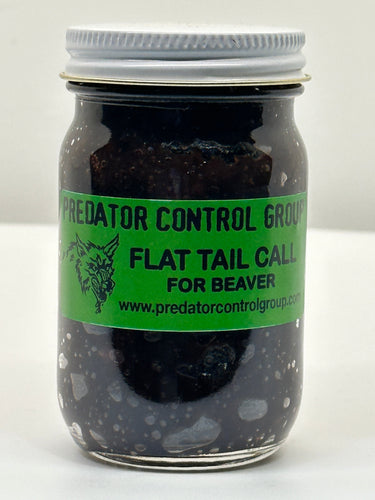 PREDATOR CONTROL GROUP
FLAT TAIL CALL
FOR BEAVER
www.predatorcontrolgroup.com